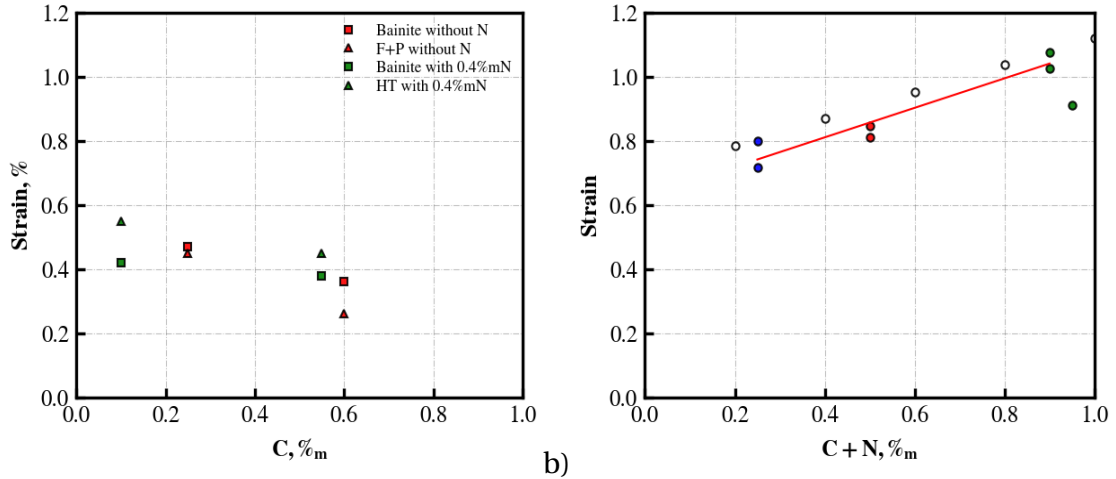 1.2
1.0
0.8
0.6
0.4
0.2
0.0
0.0 0.2 0.4 0.6 0.8 1.0
Strain, %
C, %m
Bainite without N
F+P without N
Bainite with 0.4%mN
HT with 0.4%mN
b)
1.2
1.0
0.8
0.6
0.4
0.2
0.0
0.0 0.2 0.4 0.6 0.8 1.0
Strain
C + N, %m